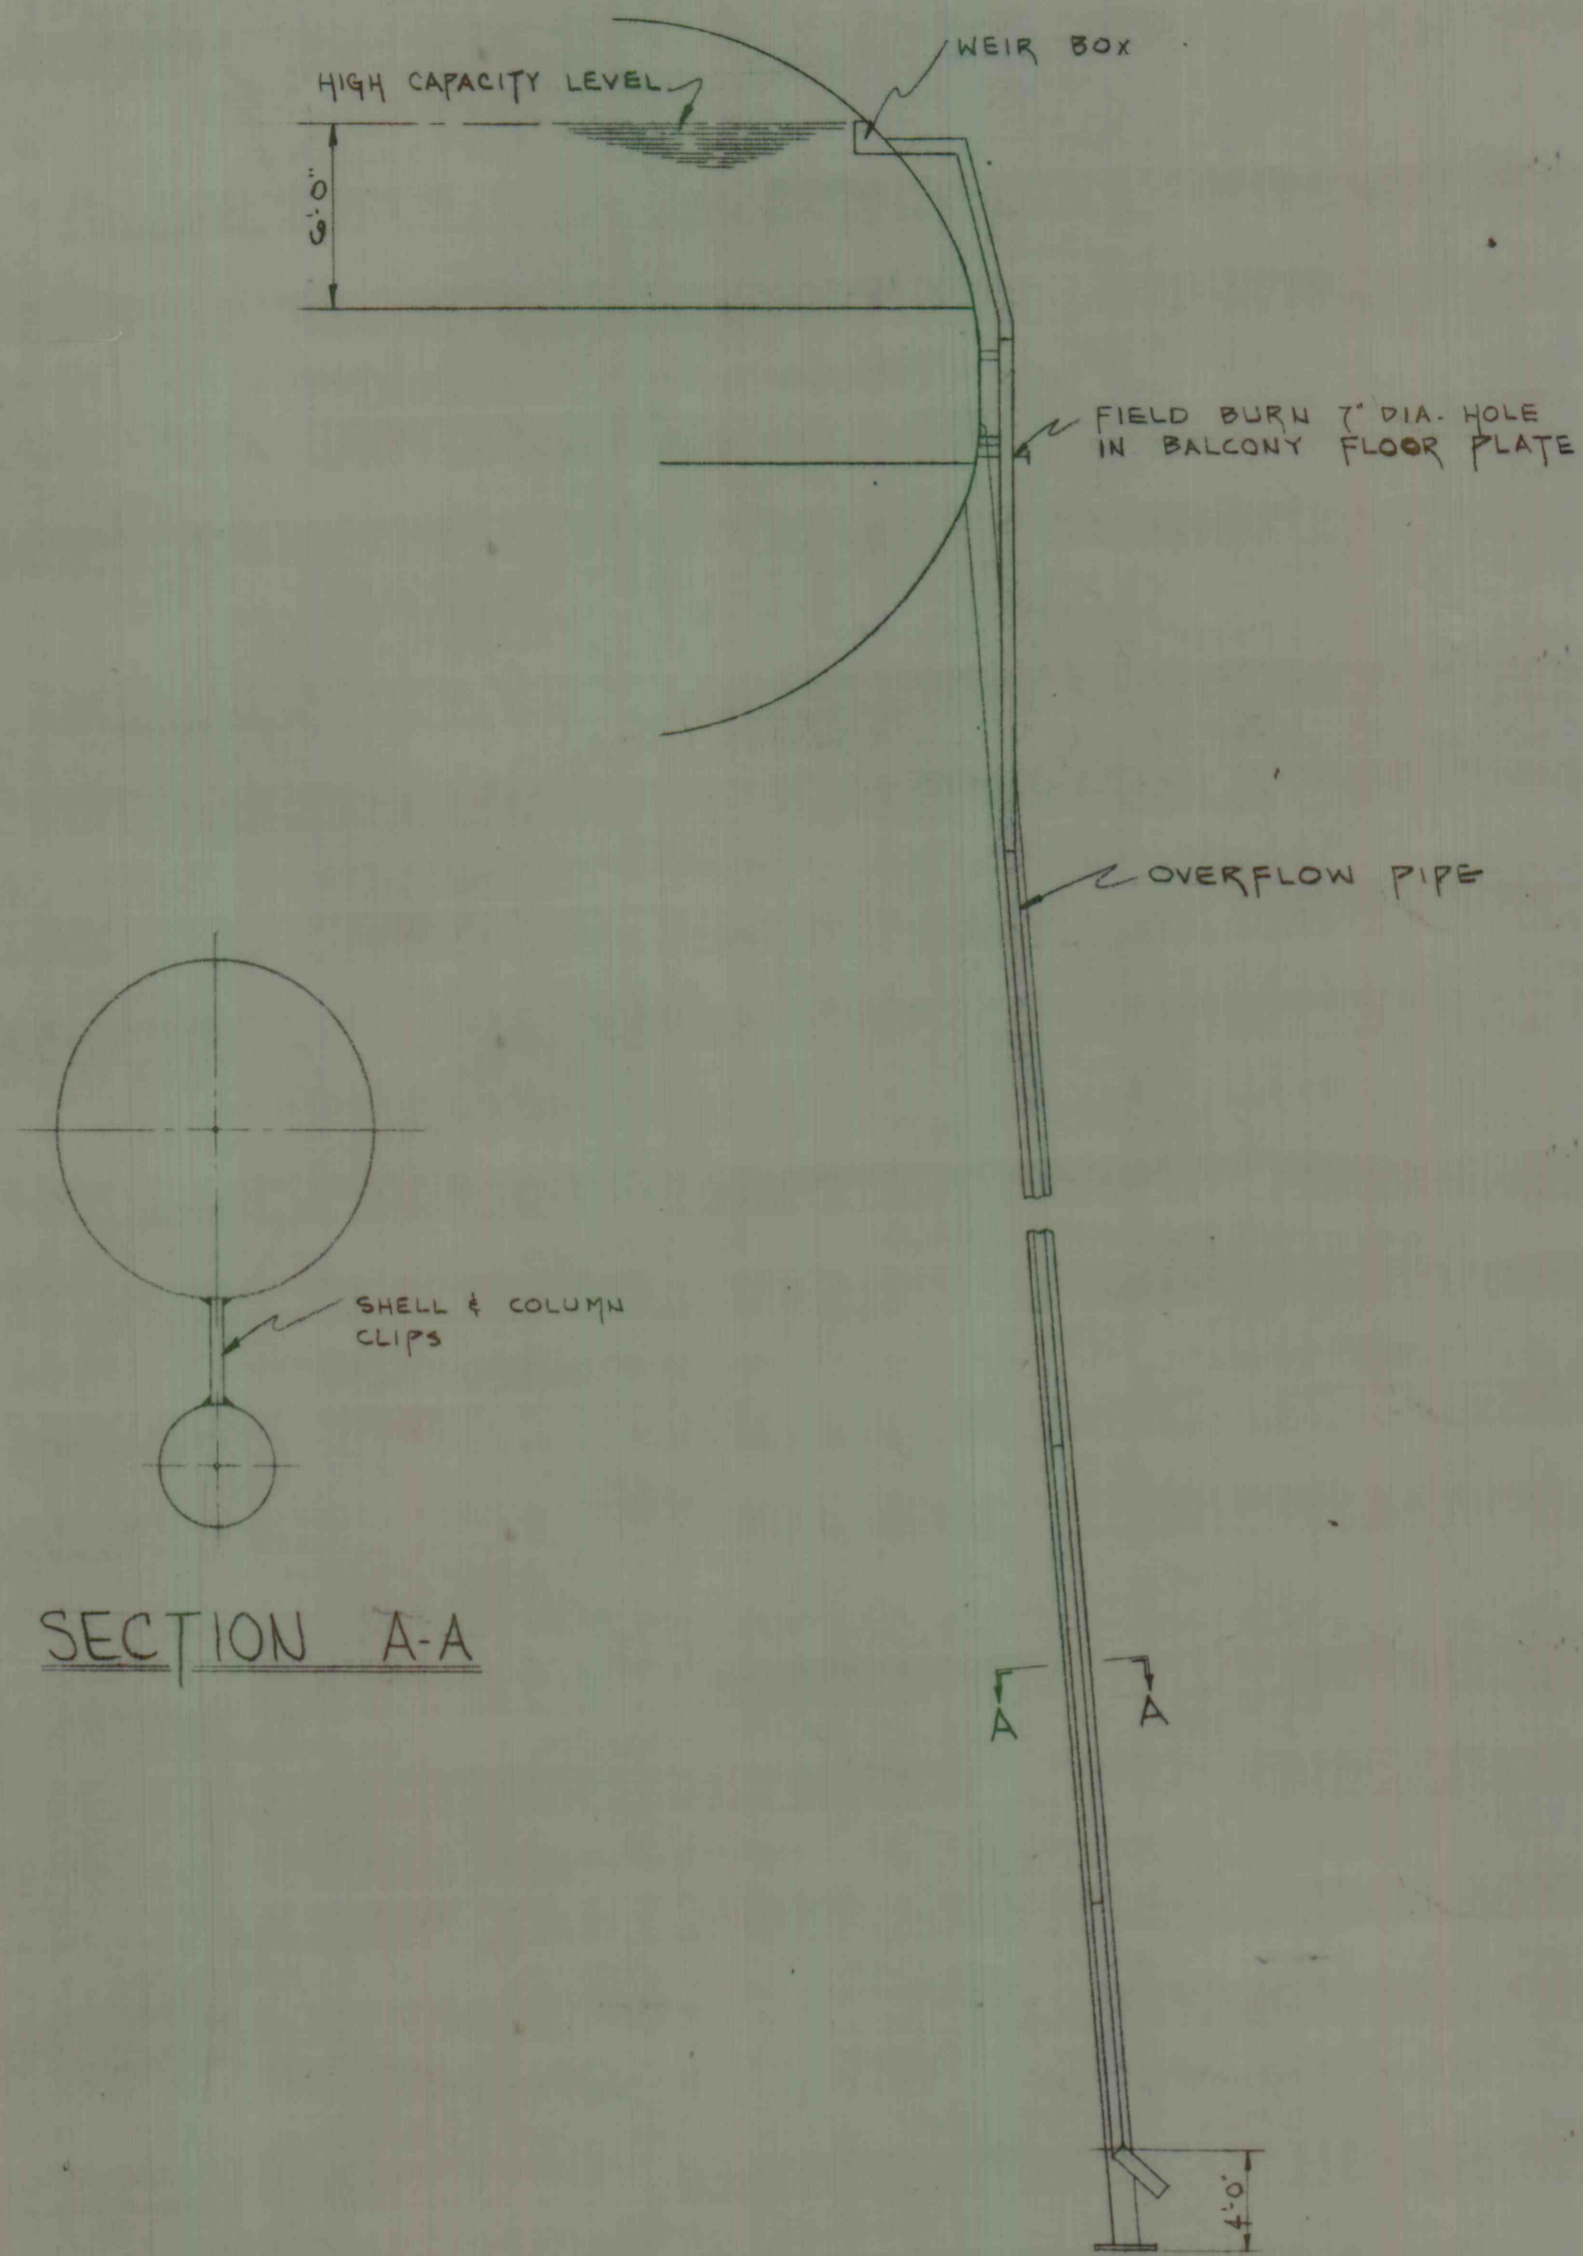 WEIR BOX
HIGH CAPACITY LEVEL
9'-0"
FIELD BURN 7" DIA. HOLE
IN BALCONY FLOOR PLATE
OVERFLOW PIPE
SHELL & COLUMN
CLIPS
SECTION A-A
A A
4'-0"